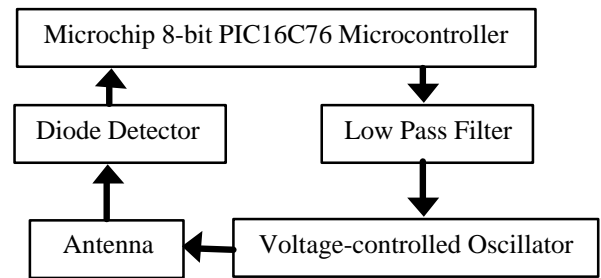 Microchip 8-bit PIC16C76 Microcontroller
Diode Detector
Low Pass Filter
Antenna
Voltage-controlled Oscillator